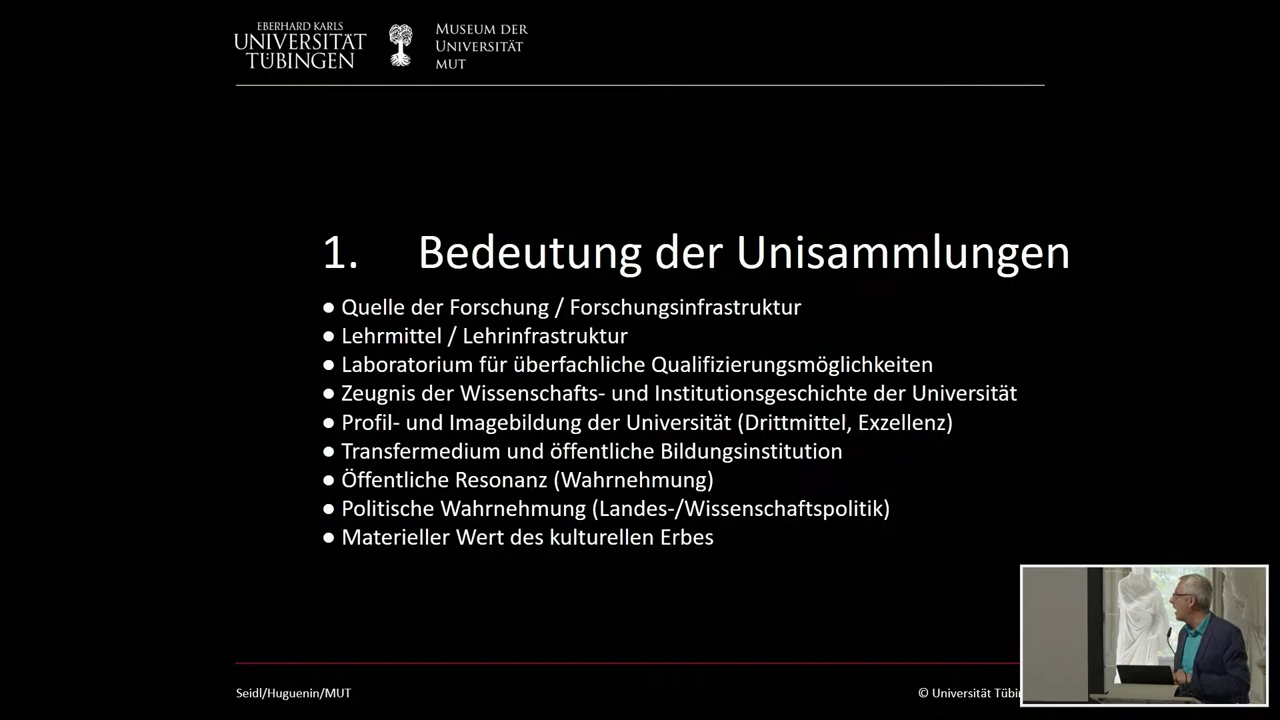 EBERHARD KARLS
UNIVERSITÄT
TÜBINGEN
MUSEUM DER
UNIVERSITÄT
MUT
1. Bedeutung der Unisammlungen
● Quelle der Forschung / Forschungsinfrastruktur
● Lehrmittel / Lehrinfrastruktur
● Laboratorium für überfachliche Qualifizierungsmöglichkeiten
● Zeugnis der Wissenschafts- und Institutionsgeschichte der Universität
● Profil- und Imagebildung der Universität (Drittmittel, Exzellenz)
● Transfermedium und öffentliche Bildungsinstitution
● Öffentliche Resonanz (Wahrnehmung)
● Politische Wahrnehmung (Landes-/Wissenschaftspolitik)
● Materieller Wert des kulturellen Erbes
Seidl/Huguenin/MUT
© Universität